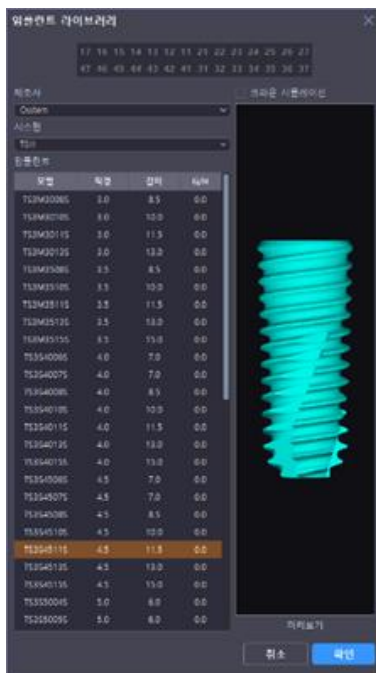 임플란트 라이브러리
17 16 15 14 13 12 11 21 22 23 24 25 26 27
47 46 45 44 43 42 41 31 32 33 34 35 36 37
제조사
크라운 시뮬레이션
Osstem
시스템
TSIII
임플란트
모델 직경 길이
TS3M3008S 3.0 8.5 0.0
TS3M3010S 3.0 10.0 0.0
TS3M3011S 3.0 11.5 0.0
TS3M3013S 3.0 13.0 0.0
TS3M3508S 3.5 8.5 0.0
TS3M3510S 3.5 10.0 0.0
TS3M3511S 3.5 11.5 0.0
TS3M3513S 3.5 13.0 0.0
TS3M3515S 3.5 15.0 0.0
TS3S4006S 4.0 7.0 0.0
TS3S4007S 4.0 7.0 0.0
TS3S4008S 4.0 8.5 0.0
TS3S4010S 4.0 10.0 0.0
TS3S4011S 4.0 11.5 0.0
TS3S4013S 4.0 13.0 0.0
TS3S4015S 4.0 15.0 0.0
TS3S4506S 4.5 7.0 0.0
TS3S4507S 4.5 7.0 0.0
TS3S4508S 4.5 8.5 0.0
TS3S4510S 4.5 10.0 0.0
TS3S4511S 4.5 11.5 0.0
TS3S4513S 4.5 13.0 0.0
TS3S4515S 4.5 15.0 0.0
TS3S5004S 5.0 6.0 0.0
TS3S5005S 5.0 6.0 0.0
미리보기
취소 확인